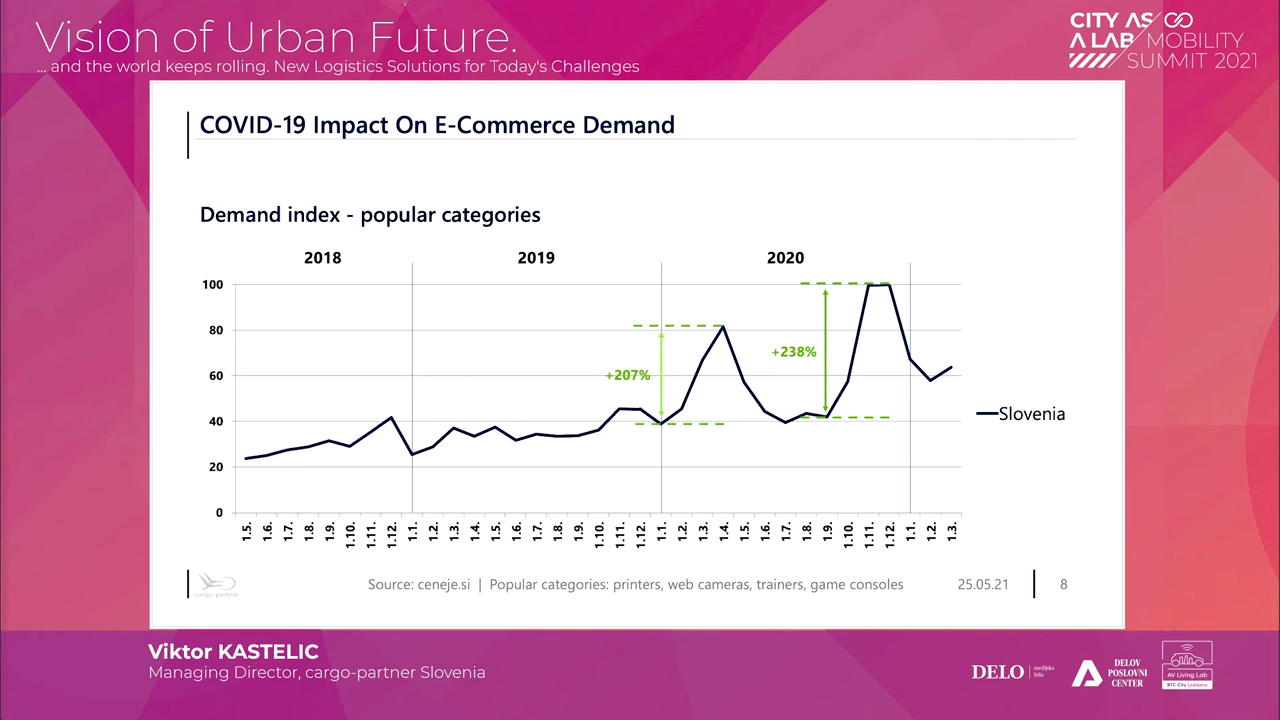 Vision of Urban Future.
... and the world keeps rolling. New Logistics Solutions for Today's Challenges
CITY AS
A LAB MOBILITY
SUMMIT 2021
COVID-19 Impact On E-Commerce Demand
Demand index - popular categories
2018 2019 2020
100
80
60
40
20
0
+207%
+238%
Slovenia
1.5. 1.6. 1.7. 1.8. 1.9. 1.10. 1.11. 1.12. 1.1. 1.2. 1.3. 1.4. 1.5. 1.6. 1.7. 1.8. 1.9. 1.10. 1.11. 1.12. 1.1. 1.2. 1.3. 1.4. 1.5. 1.6. 1.7. 1.8. 1.9. 1.10. 1.11. 1.12. 1.1. 1.2. 1.3.
cargo-partner
Source: ceneje.si | Popular categories: printers, web cameras, trainers, game consoles
25.05.21
8
Viktor KASTELIC
Managing Director, cargo-partner Slovenia
DELO
medijska
hiša
DELOV
POSLOVNI
CENTER
AV Living Lab
BTC City Ljubljana